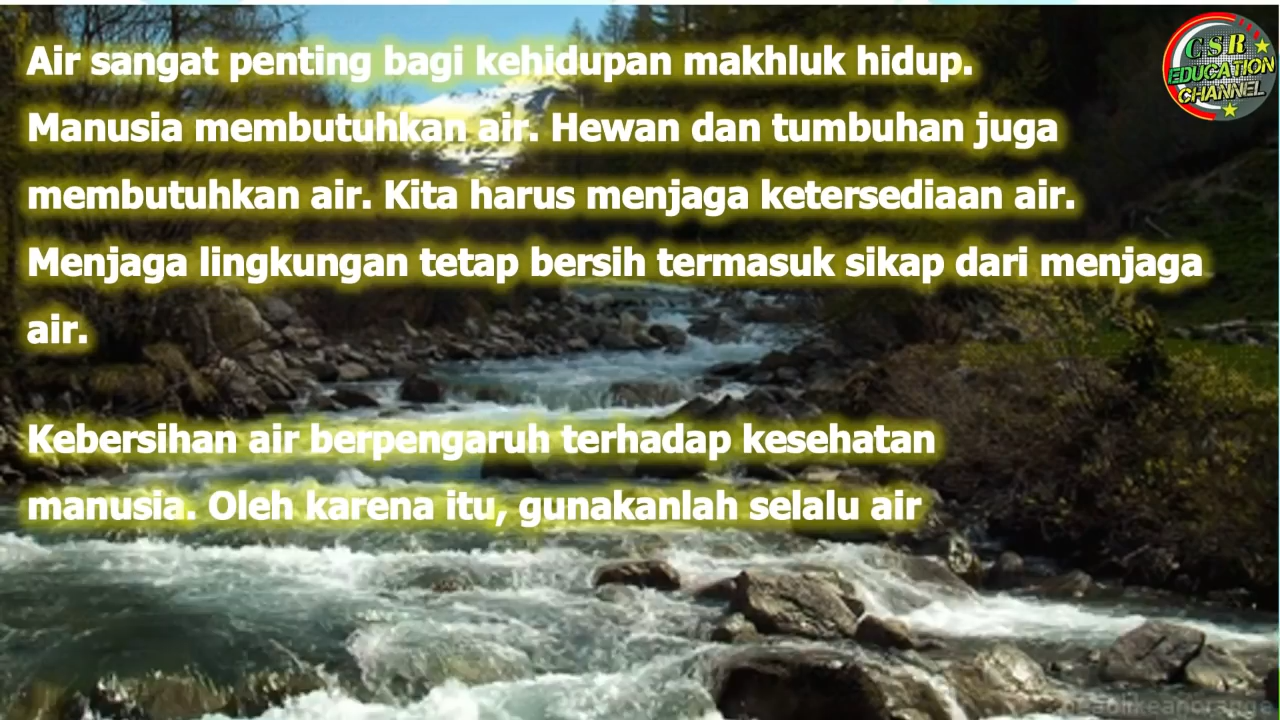 Air sangat penting bagi kehidupan makhluk hidup.
Manusia membutuhkan air. Hewan dan tumbuhan juga
membutuhkan air. Kita harus menjaga ketersediaan air.
Menjaga lingkungan tetap bersih termasuk sikap dari menjaga
air.
Kebersihan air berpengaruh terhadap kesehatan
manusia. Oleh karena itu, gunakanlah selalu air
CSR
EDUCATION
CHANNEL